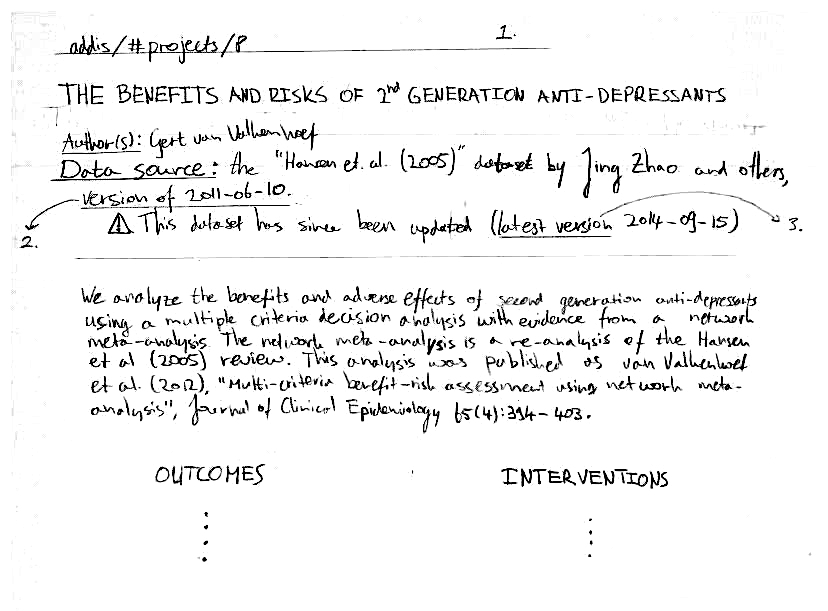 addis/#projects/8
1.
THE BENEFITS AND RISKS OF 2nd GENERATION ANTI-DEPRESSANTS
Author(s): Gert van Valkenhoef
Data source: the "Hansen et. al. (2005)" dataset by Jing Zhao and others,
version of 2011-06-10.
⚠ This dataset has since been updated (latest version 2014-09-15)
2.
3.
We analyze the benefits and adverse effects of second generation anti-depressants
using a multiple criteria decision analysis with evidence from a network
meta-analysis. The network meta-analysis is a re-analysis of the Hansen
et al (2005) review. This analysis was published as van Valkenhoef
et al. (2012), "Multi-criteria benefit-risk assessment using network meta-
analysis", Journal of Clinical Epidemiology 65(4):394-403.
OUTCOMES
INTERVENTIONS